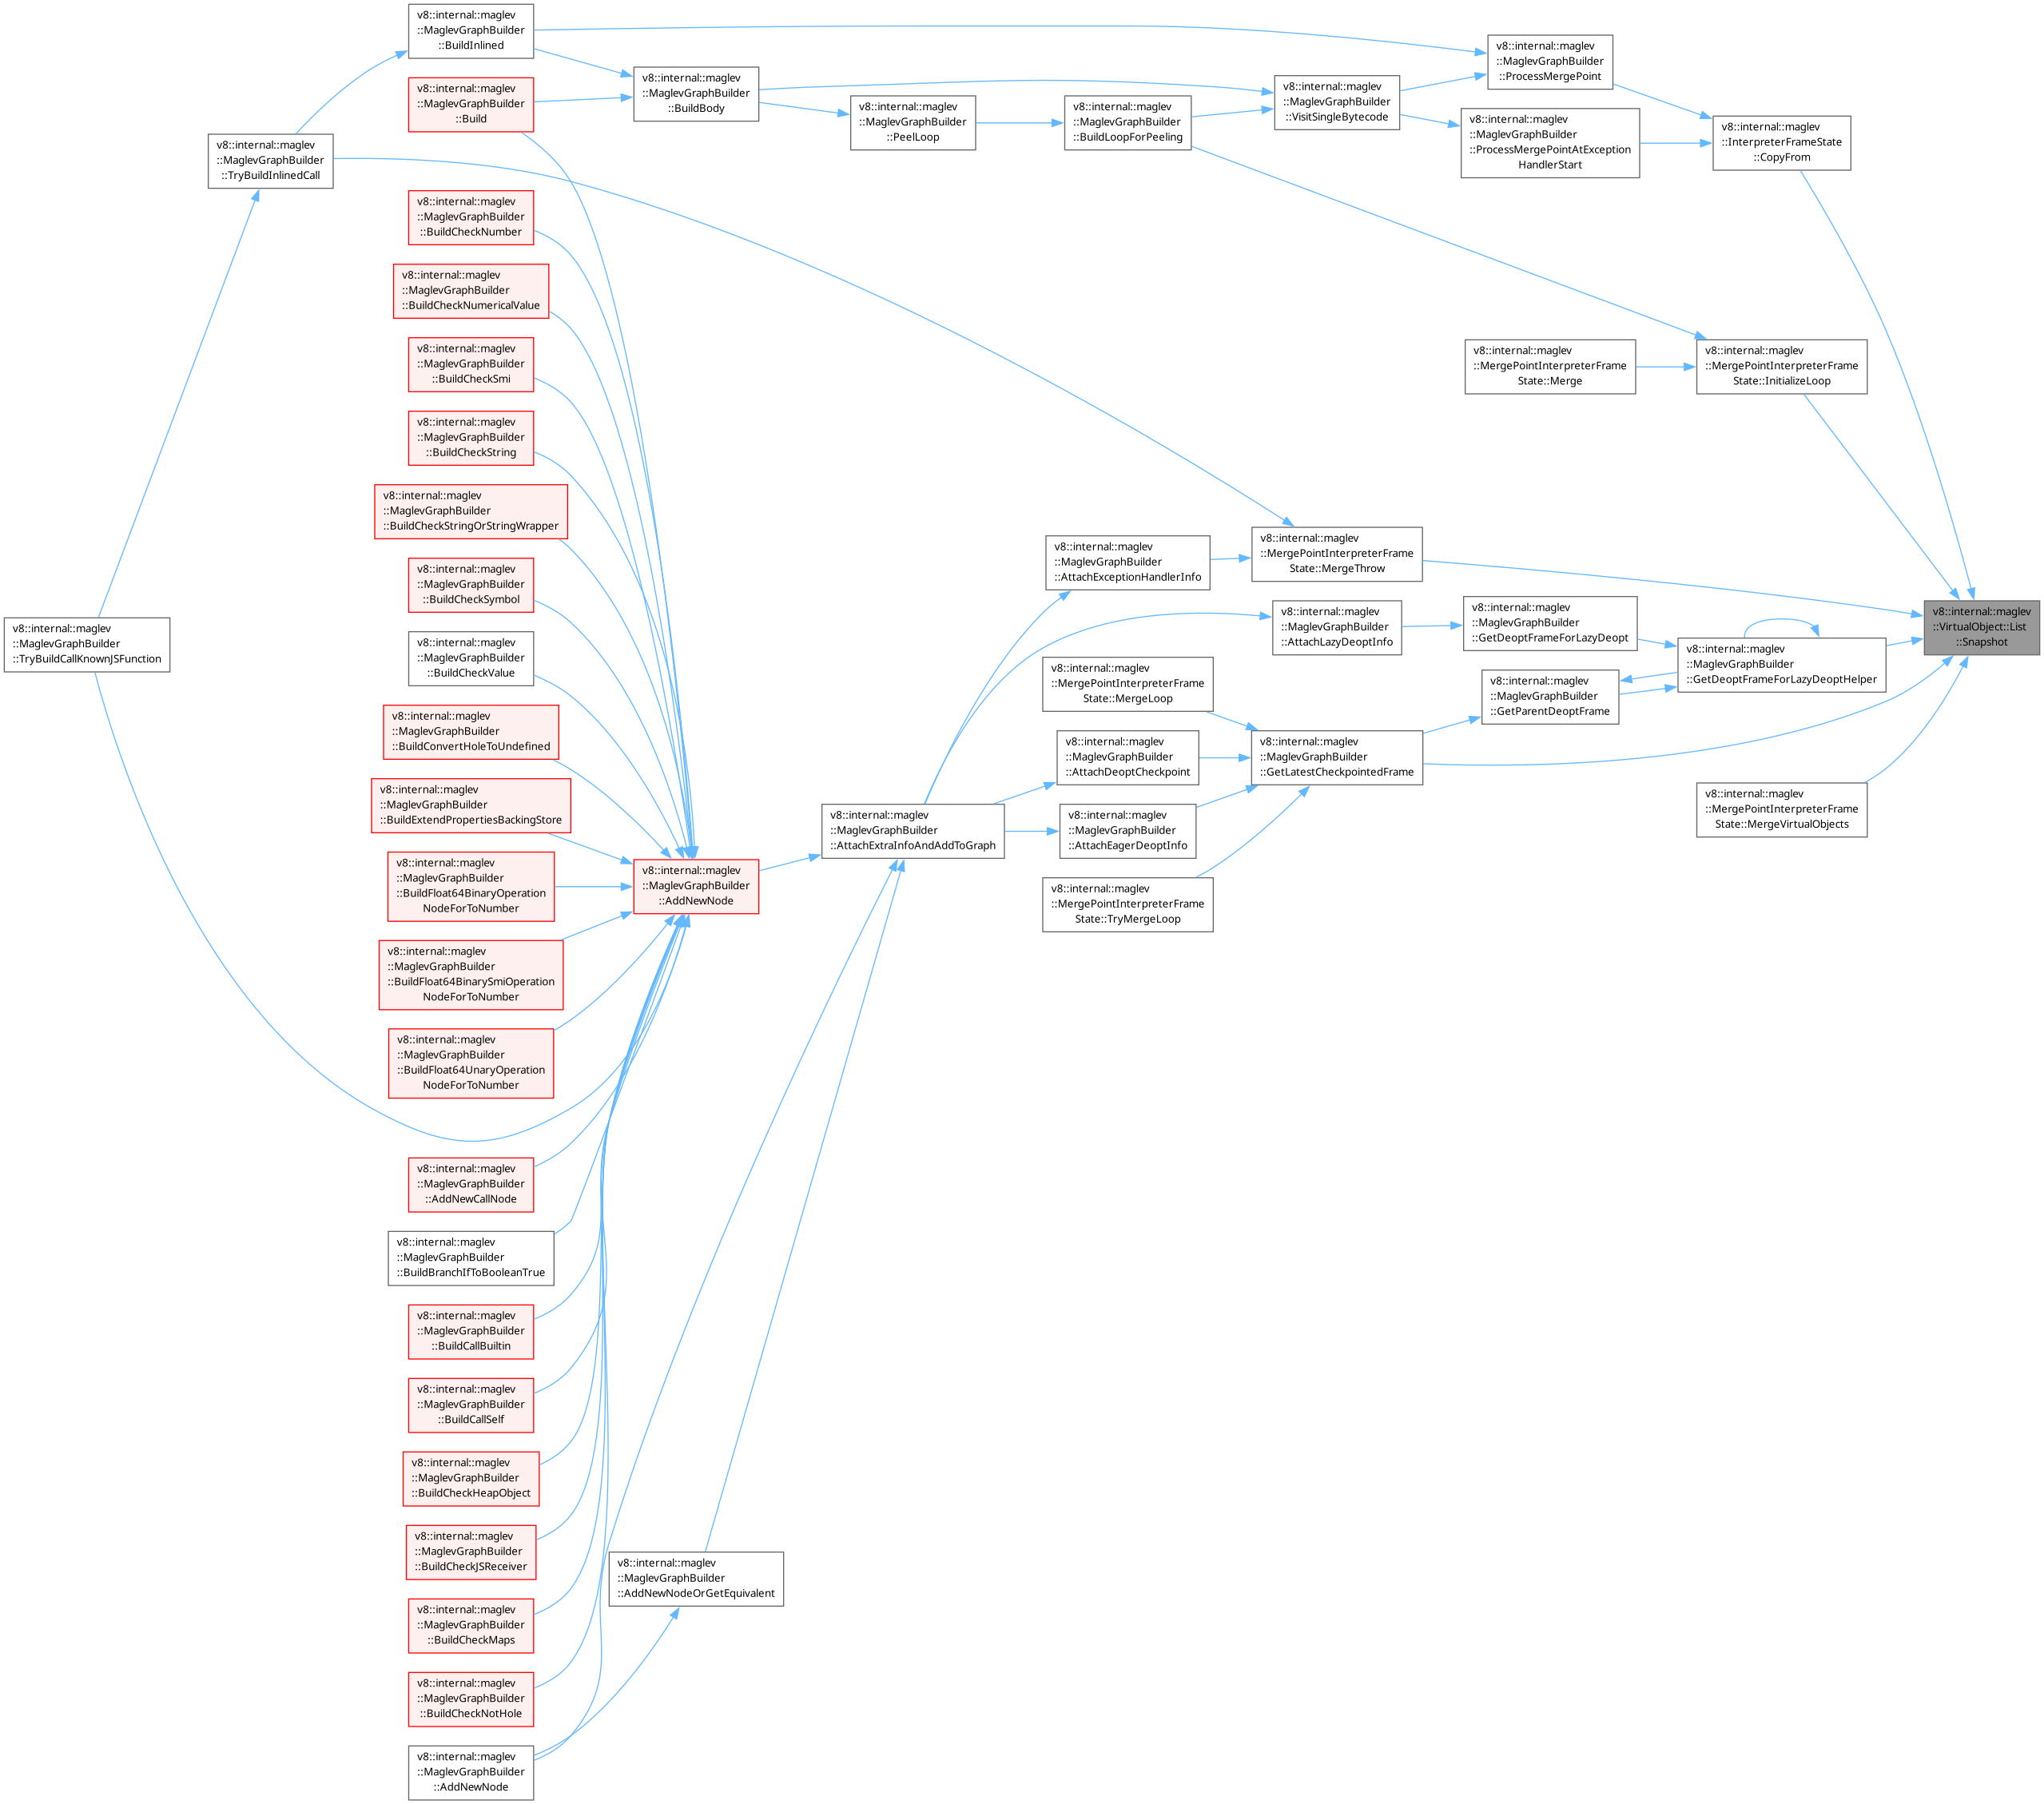 v8::internal::maglev
::MaglevGraphBuilder
::BuildInlined
v8::internal::maglev
::MaglevGraphBuilder
::ProcessMergePoint
v8::internal::maglev
::MaglevGraphBuilder
::BuildBody
v8::internal::maglev
::MaglevGraphBuilder
::VisitSingleBytecode
v8::internal::maglev
::MaglevGraphBuilder
::Build
v8::internal::maglev
::MaglevGraphBuilder
::PeelLoop
v8::internal::maglev
::MaglevGraphBuilder
::BuildLoopForPeeling
v8::internal::maglev
::MaglevGraphBuilder
::ProcessMergePointAtException
HandlerStart
v8::internal::maglev
::InterpreterFrameState
::CopyFrom
v8::internal::maglev
::MaglevGraphBuilder
::TryBuildInlinedCall
v8::internal::maglev
::MaglevGraphBuilder
::BuildCheckNumber
v8::internal::maglev
::MaglevGraphBuilder
::BuildCheckNumericalValue
v8::internal::maglev
::MaglevGraphBuilder
::BuildCheckSmi
v8::internal::maglev
::MergePointInterpreterFrame
State::Merge
v8::internal::maglev
::MergePointInterpreterFrame
State::InitializeLoop
v8::internal::maglev
::MaglevGraphBuilder
::BuildCheckString
v8::internal::maglev
::MaglevGraphBuilder
::BuildCheckStringOrStringWrapper
v8::internal::maglev
::MergePointInterpreterFrame
State::MergeThrow
v8::internal::maglev
::MaglevGraphBuilder
::AttachExceptionHandlerInfo
v8::internal::maglev
::MaglevGraphBuilder
::BuildCheckSymbol
v8::internal::maglev
::MaglevGraphBuilder
::AttachLazyDeoptInfo
v8::internal::maglev
::MaglevGraphBuilder
::GetDeoptFrameForLazyDeopt
v8::internal::maglev
::VirtualObject::List
::Snapshot
v8::internal::maglev
::MaglevGraphBuilder
::TryBuildCallKnownJSFunction
v8::internal::maglev
::MaglevGraphBuilder
::BuildCheckValue
v8::internal::maglev
::MaglevGraphBuilder
::GetDeoptFrameForLazyDeoptHelper
v8::internal::maglev
::MergePointInterpreterFrame
State::MergeLoop
v8::internal::maglev
::MaglevGraphBuilder
::GetParentDeoptFrame
v8::internal::maglev
::MaglevGraphBuilder
::BuildConvertHoleToUndefined
v8::internal::maglev
::MaglevGraphBuilder
::AttachDeoptCheckpoint
v8::internal::maglev
::MaglevGraphBuilder
::GetLatestCheckpointedFrame
v8::internal::maglev
::MaglevGraphBuilder
::BuildExtendPropertiesBackingStore
v8::internal::maglev
::MergePointInterpreterFrame
State::MergeVirtualObjects
v8::internal::maglev
::MaglevGraphBuilder
::AttachExtraInfoAndAddToGraph
v8::internal::maglev
::MaglevGraphBuilder
::AttachEagerDeoptInfo
v8::internal::maglev
::MaglevGraphBuilder
::BuildFloat64BinaryOperation
NodeForToNumber
v8::internal::maglev
::MaglevGraphBuilder
::AddNewNode
v8::internal::maglev
::MergePointInterpreterFrame
State::TryMergeLoop
v8::internal::maglev
::MaglevGraphBuilder
::BuildFloat64BinarySmiOperation
NodeForToNumber
v8::internal::maglev
::MaglevGraphBuilder
::BuildFloat64UnaryOperation
NodeForToNumber
v8::internal::maglev
::MaglevGraphBuilder
::AddNewCallNode
v8::internal::maglev
::MaglevGraphBuilder
::BuildBranchIfToBooleanTrue
v8::internal::maglev
::MaglevGraphBuilder
::BuildCallBuiltin
v8::internal::maglev
::MaglevGraphBuilder
::BuildCallSelf
v8::internal::maglev
::MaglevGraphBuilder
::BuildCheckHeapObject
v8::internal::maglev
::MaglevGraphBuilder
::BuildCheckJSReceiver
v8::internal::maglev
::MaglevGraphBuilder
::AddNewNodeOrGetEquivalent
v8::internal::maglev
::MaglevGraphBuilder
::BuildCheckMaps
v8::internal::maglev
::MaglevGraphBuilder
::BuildCheckNotHole
v8::internal::maglev
::MaglevGraphBuilder
::AddNewNode